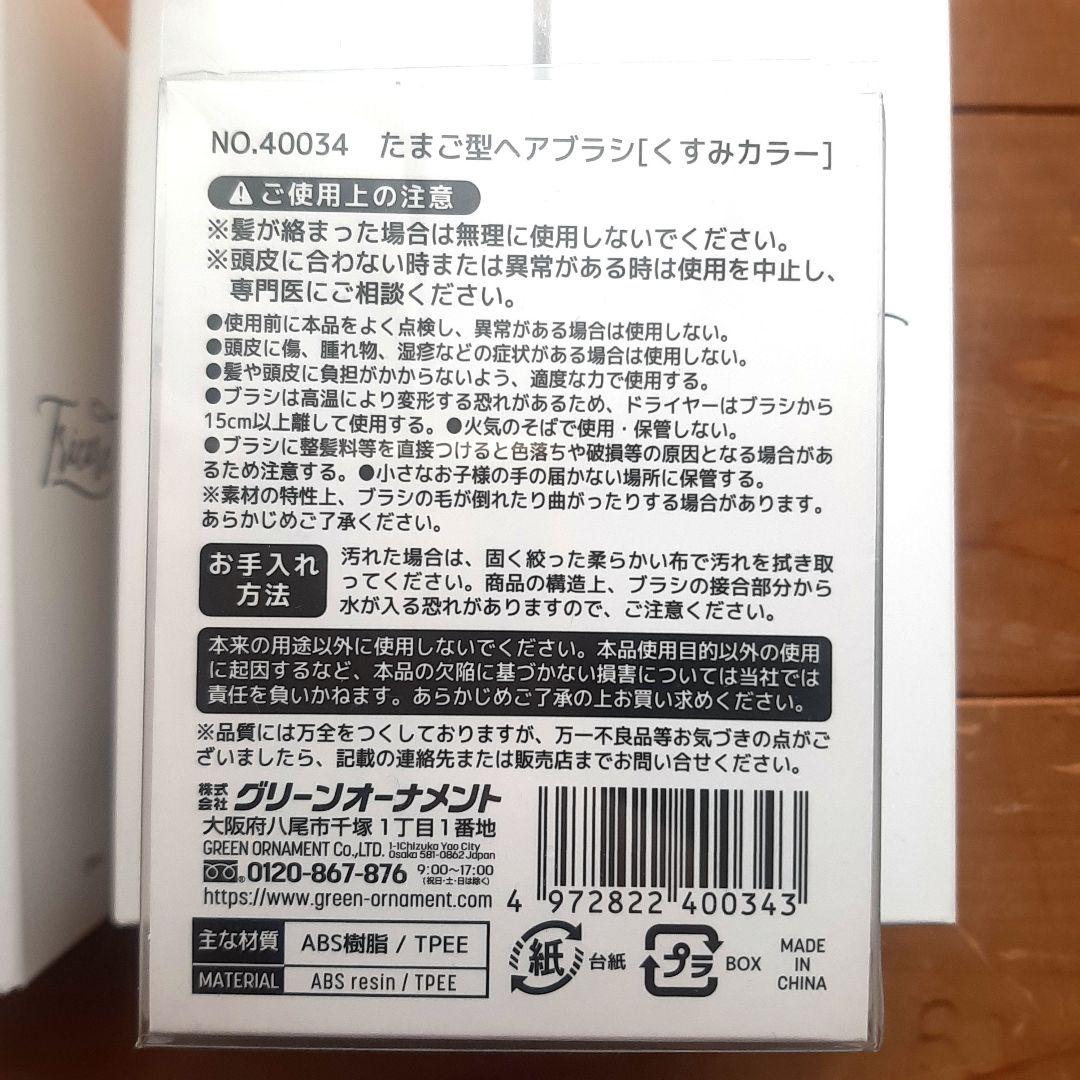 NO.40034 たまご型ヘアブラシ[くすみカラー]
ご使用上の注意
※髪が絡まった場合は無理に使用しないでください。
※頭皮に合わない時または異常がある時は使用を中止し、
専門医にご相談ください。
●使用前に本品をよく点検し、異常がある場合は使用しない。
●頭皮に傷、腫れ物、湿疹などの症状がある場合は使用しない。
●髪や頭皮に負担がかからないよう、適度な力で使用する。
●ブラシは高温により変形する恐れがあるため、ドライヤーはブラシから
15cm以上離して使用する。●火気のそばで使用・保管しない。
●ブラシに整髪料等を直接つけると色落ちや破損等の原因となる場合があ
るため注意する。●小さなお子様の手の届かない場所に保管する。
※素材の特性上、ブラシの毛が倒れたり曲がったりする場合があります。
あらかじめご了承ください。
お手入れ
方法
汚れた場合は、固く絞った柔らかい布で汚れを拭き取
ってください。商品の構造上、ブラシの接合部分から
水が入る恐れがありますので、ご注意ください。
本来の用途以外に使用しないでください。本品使用目的以外の使用
に起因するなど、本品の欠陥に基づかない損害については当社では
責任を負いかねます。あらかじめご了承の上お買い求めください。
※品質には万全をつくしておりますが、万一不良品等お気づきの点がご
ざいましたら、記載の連絡先または販売店までお問い合せください。
株式会社 グリーンオーナメント
大阪府八尾市千塚1丁目1番地
GREEN ORNAMENT Co.,LTD. 1-1Chizuka Yao City
Osaka 581-0862 Japan
0120-867-876 9:00〜17:00
(祝日・土・日は除く)
https://www.green-ornament.com
4 972822 400343
主な材質 ABS樹脂 / TPEE
MATERIAL ABS resin / TPEE
紙 台紙
プラ BOX
MADE
IN
CHINA